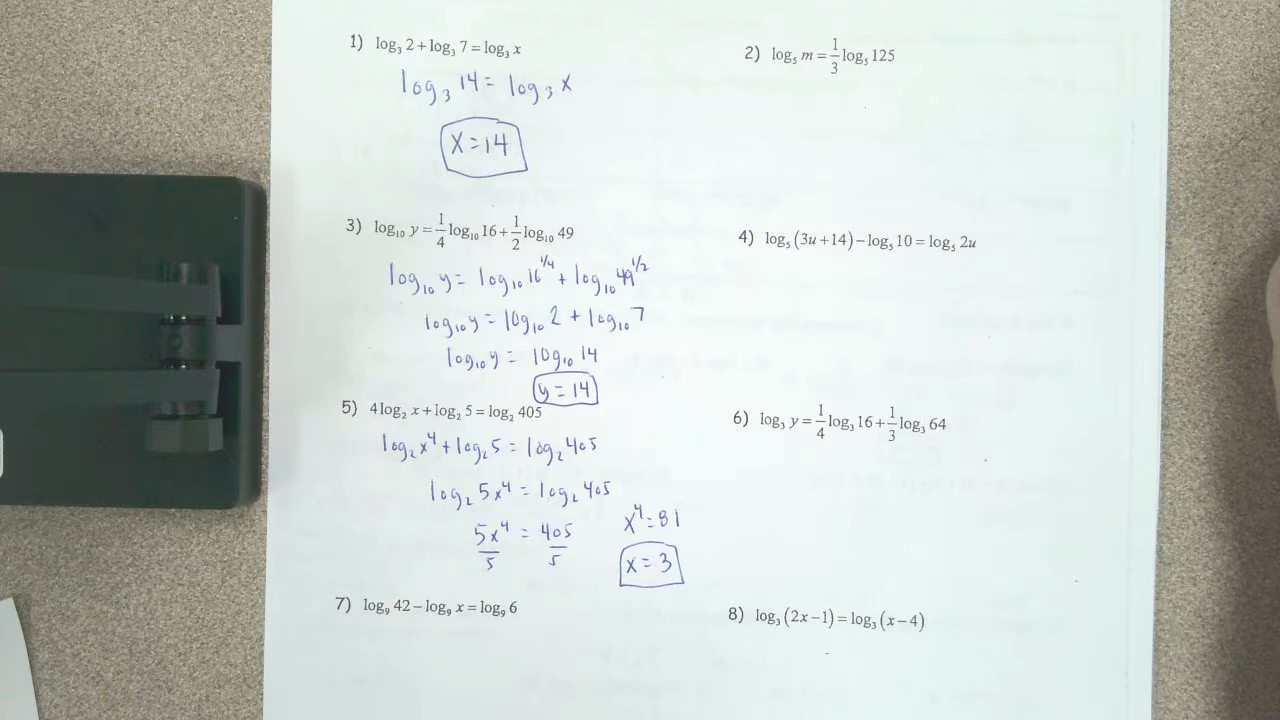 1) log₃ 2 + log₃ 7 = log₃ x
log₃ 14 = log₃ x
x = 14
2) log₅ m = 1/3 log₅ 125
3) log₁₀ y = 1/4 log₁₀ 16 + 1/2 log₁₀ 49
log₁₀ y = log₁₀ 16^1/4 + log₁₀ 49^1/2
log₁₀ y = log₁₀ 2 + log₁₀ 7
log₁₀ y = log₁₀ 14
y = 14
4) log₅ (3u + 14) − log₅ 10 = log₅ 2u
5) 4 log₂ x + log₂ 5 = log₂ 405
log₂ x⁴ + log₂ 5 = log₂ 405
log₂ 5x⁴ = log₂ 405
5x⁴/5 = 405/5
x⁴ = 81
x = 3
6) log₃ y = 1/4 log₃ 16 + 1/3 log₃ 64
7) log₉ 42 − log₉ x = log₉ 6
8) log₃ (2x − 1) = log₃ (x − 4)